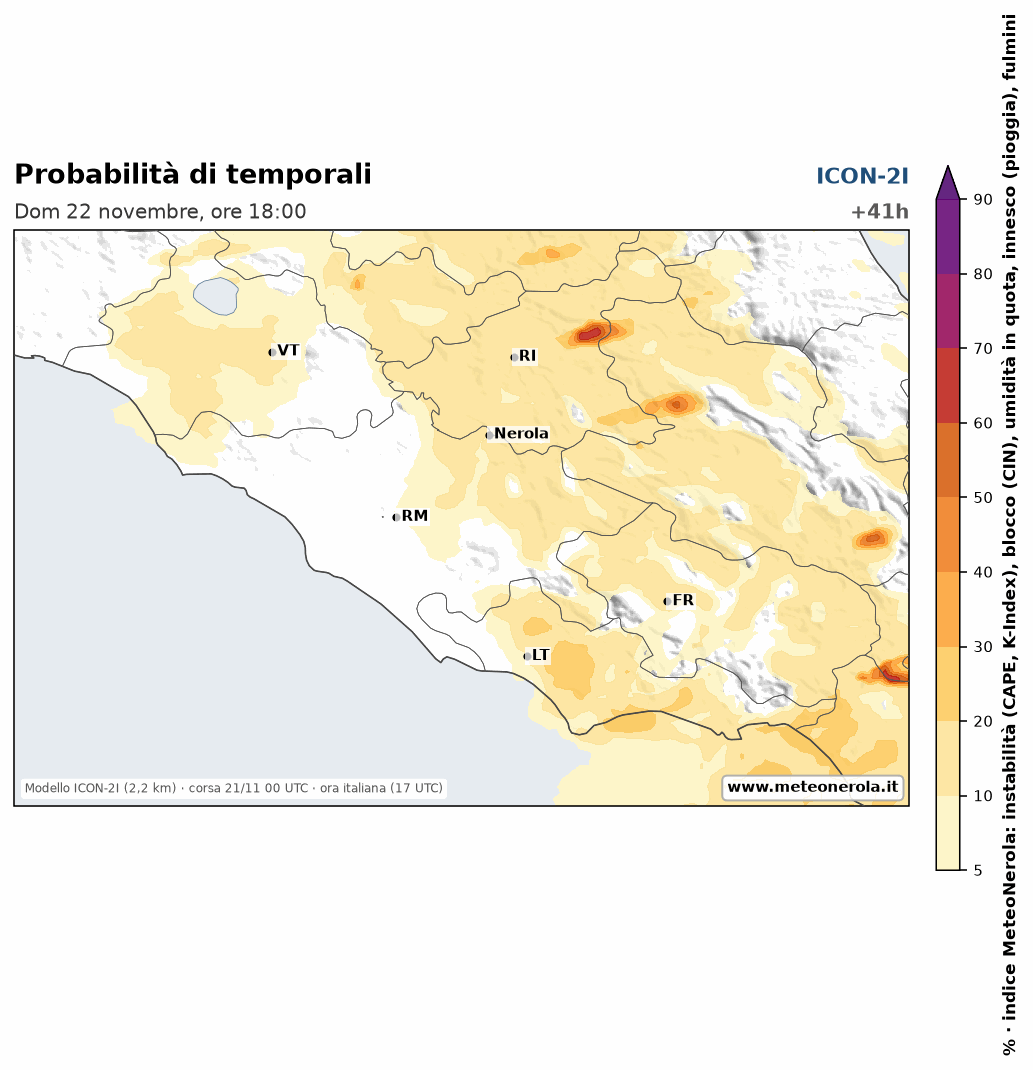 Probabilità di temporali
ICON-2I
Dom 22 novembre, ore 18:00
+41h
VT
RI
Nerola
RM
FR
LT
Modello ICON-2I (2,2 km) · corsa 21/11 00 UTC · ora italiana (17 UTC)
www.meteonerola.it
90
80
70
60
50
40
30
20
10
5
% · indice MeteoNerola: instabilità (CAPE, K-Index), blocco (CIN), umidità in quota, innesco (pioggia), fulmini